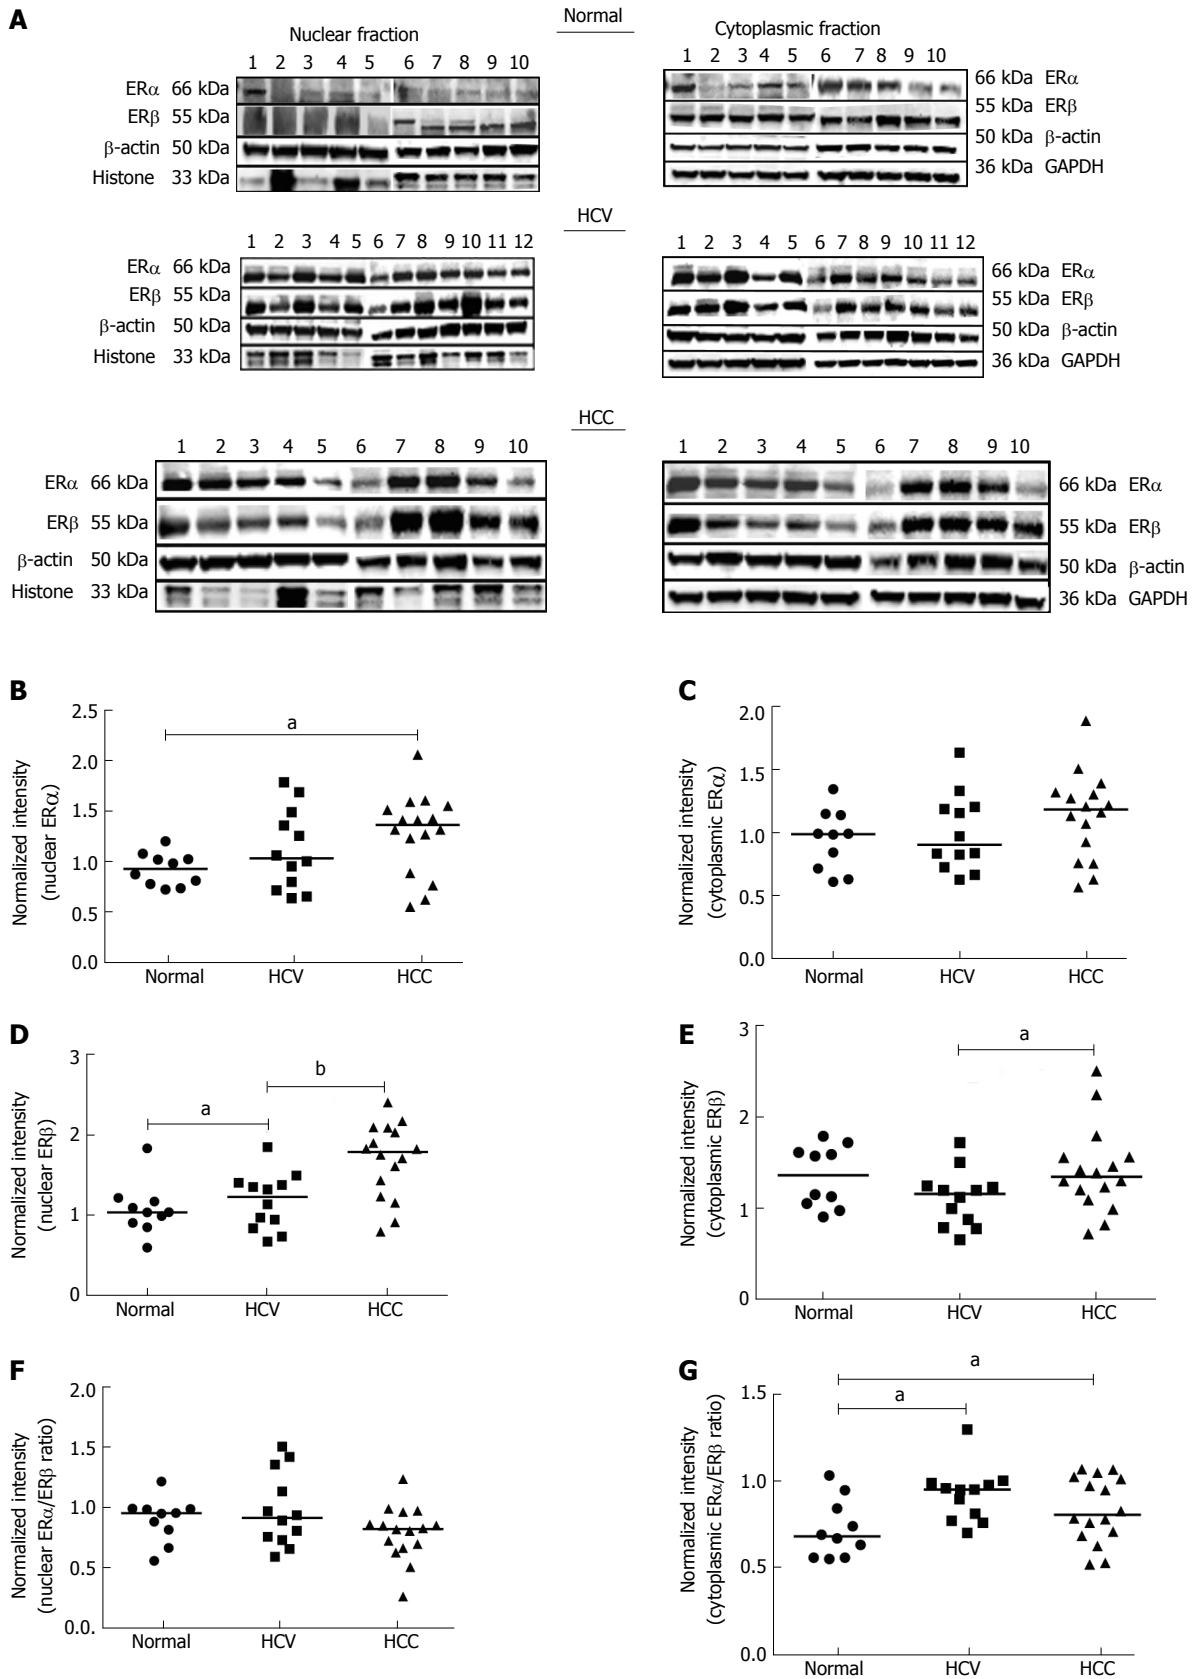 A
Normal
Nuclear fraction
Cytoplasmic fraction
1 2 3 4 5 6 7 8 9 10
1 2 3 4 5 6 7 8 9 10
ERα 66 kDa
66 kDa ERα
ERβ 55 kDa
55 kDa ERβ
β-actin 50 kDa
50 kDa β-actin
Histone 33 kDa
36 kDa GAPDH
HCV
1 2 3 4 5 6 7 8 9 10 11 12
1 2 3 4 5 6 7 8 9 10 11 12
ERα 66 kDa
66 kDa ERα
ERβ 55 kDa
55 kDa ERβ
β-actin 50 kDa
50 kDa β-actin
Histone 33 kDa
36 kDa GAPDH
HCC
1 2 3 4 5 6 7 8 9 10
1 2 3 4 5 6 7 8 9 10
ERα 66 kDa
66 kDa ERα
ERβ 55 kDa
55 kDa ERβ
β-actin 50 kDa
50 kDa β-actin
Histone 33 kDa
36 kDa GAPDH
B
Normalized intensity
(nuclear ERα)
2.5
2.0
1.5
1.0
0.5
0.0
a
Normal HCV HCC
C
Normalized intensity
(cytoplasmic ERα)
2.0
1.5
1.0
0.5
0.0
Normal HCV HCC
D
Normalized intensity
(nuclear ERβ)
3
2
1
0
a
b
Normal HCV HCC
E
Normalized intensity
(cytoplasmic ERβ)
3
2
1
0
a
Normal HCV HCC
F
Normalized intensity
(nuclear ERα/ERβ ratio)
2.0
1.5
1.0
0.5
0.0.
Normal HCV HCC
G
Normalized intensity
(cytoplasmic ERα/ERβ ratio)
1.5
1.0
0.5
0.0
a
a
Normal HCV HCC